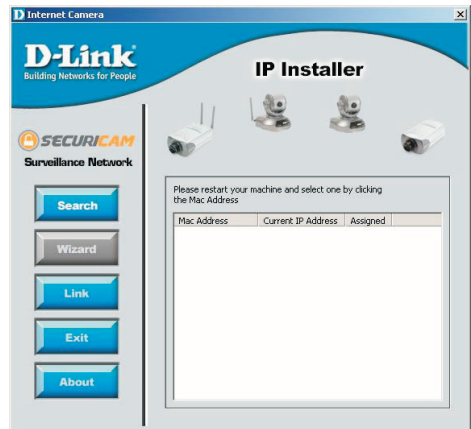 Internet Camera
D-Link
Building Networks for People
IP Installer
SECURICAM
Surveillance Network
Search
Wizard
Link
Exit
About
Please restart your machine and select one by clicking
the Mac Address
Mac Address Current IP Address Assigned